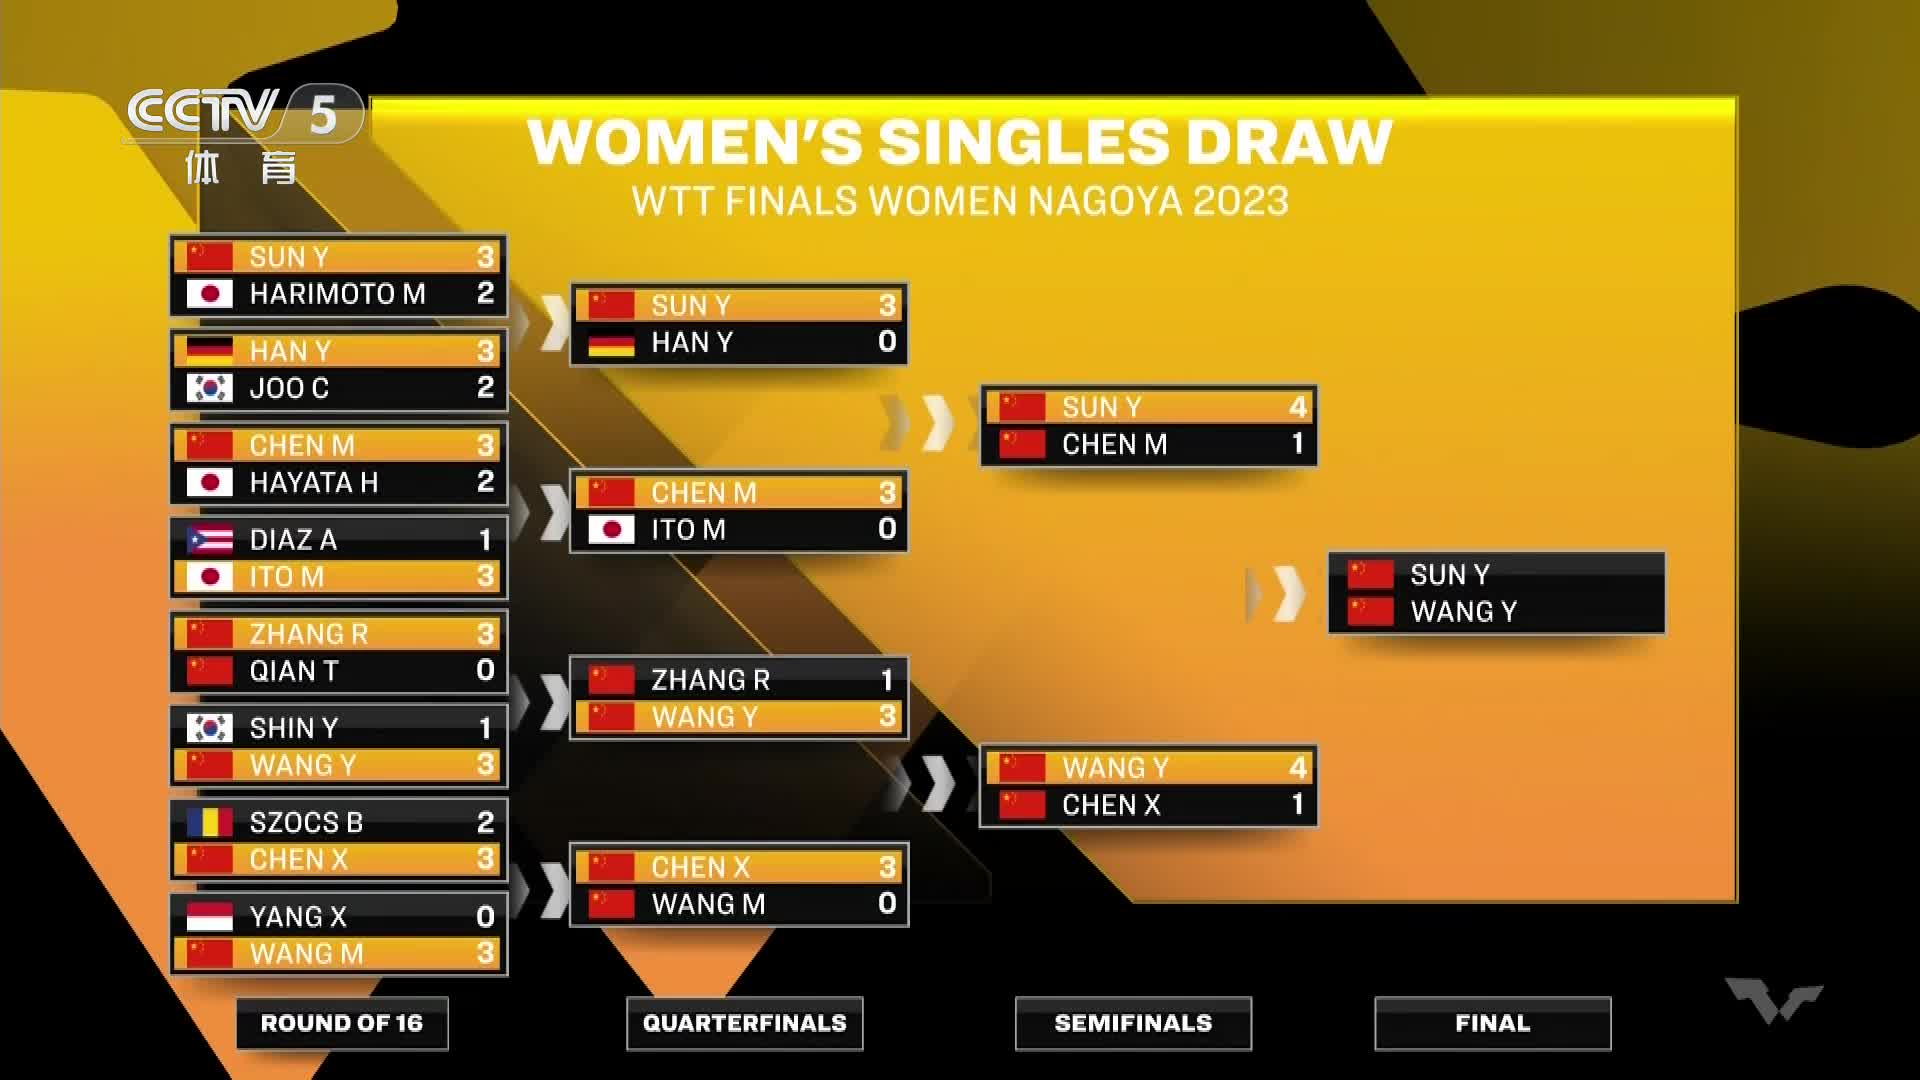 CCTV 5
体育
WOMEN'S SINGLES DRAW
WTT FINALS WOMEN NAGOYA 2023
SUN Y 3
HARIMOTO M 2
HAN Y 3
JOO C 2
CHEN M 3
HAYATA H 2
DIAZ A 1
ITO M 3
ZHANG R 3
QIAN T 0
SHIN Y 1
WANG Y 3
SZOCS B 2
CHEN X 3
YANG X 0
WANG M 3
ROUND OF 16
SUN Y 3
HAN Y 0
CHEN M 3
ITO M 0
ZHANG R 1
WANG Y 3
CHEN X 3
WANG M 0
QUARTERFINALS
SUN Y 4
CHEN M 1
WANG Y 4
CHEN X 1
SEMIFINALS
SUN Y
WANG Y
FINAL